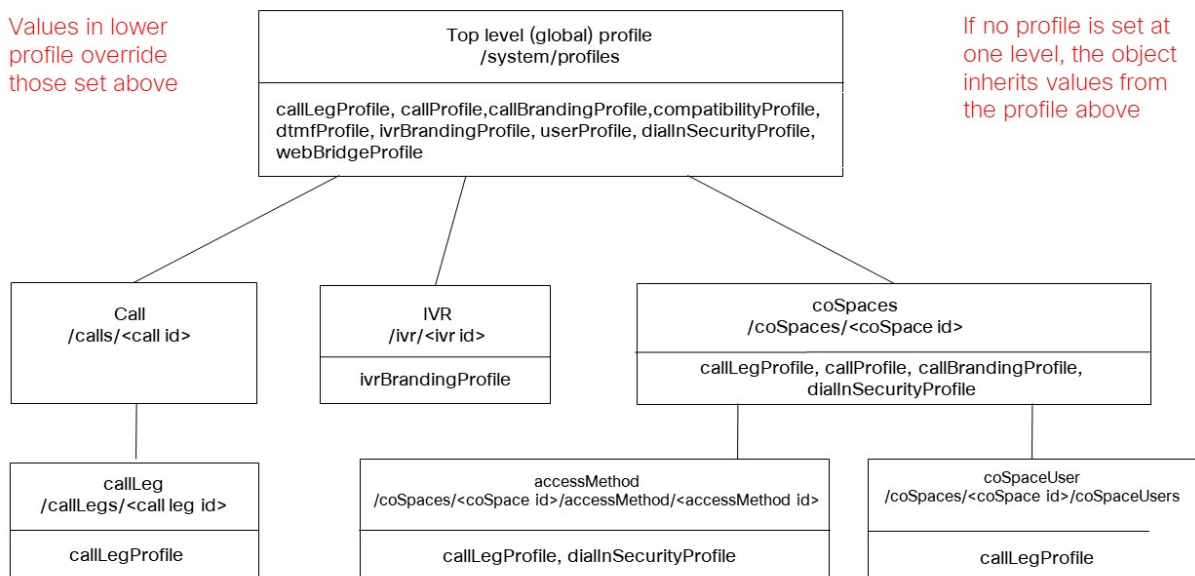 Values in lower
profile override
those set above
Top level (global) profile
/system/profiles
callLegProfile, callProfile,callBrandingProfile,compatibilityProfile,
dtmfProfile, ivrBrandingProfile, userProfile, dialInSecurityProfile,
webBridgeProfile
If no profile is set at
one level, the object
inherits values from
the profile above
Call
/calls/<call id>
IVR
/ivr/<ivr id>
ivrBrandingProfile
coSpaces
/coSpaces/<coSpace id>
callLegProfile, callProfile, callBrandingProfile,
dialInSecurityProfile
callLeg
/callLegs/<call leg id>
callLegProfile
accessMethod
/coSpaces/<coSpace id>/accessMethod/<accessMethod id>
callLegProfile, dialInSecurityProfile
coSpaceUser
/coSpaces/<coSpace id>/coSpaceUsers
callLegProfile